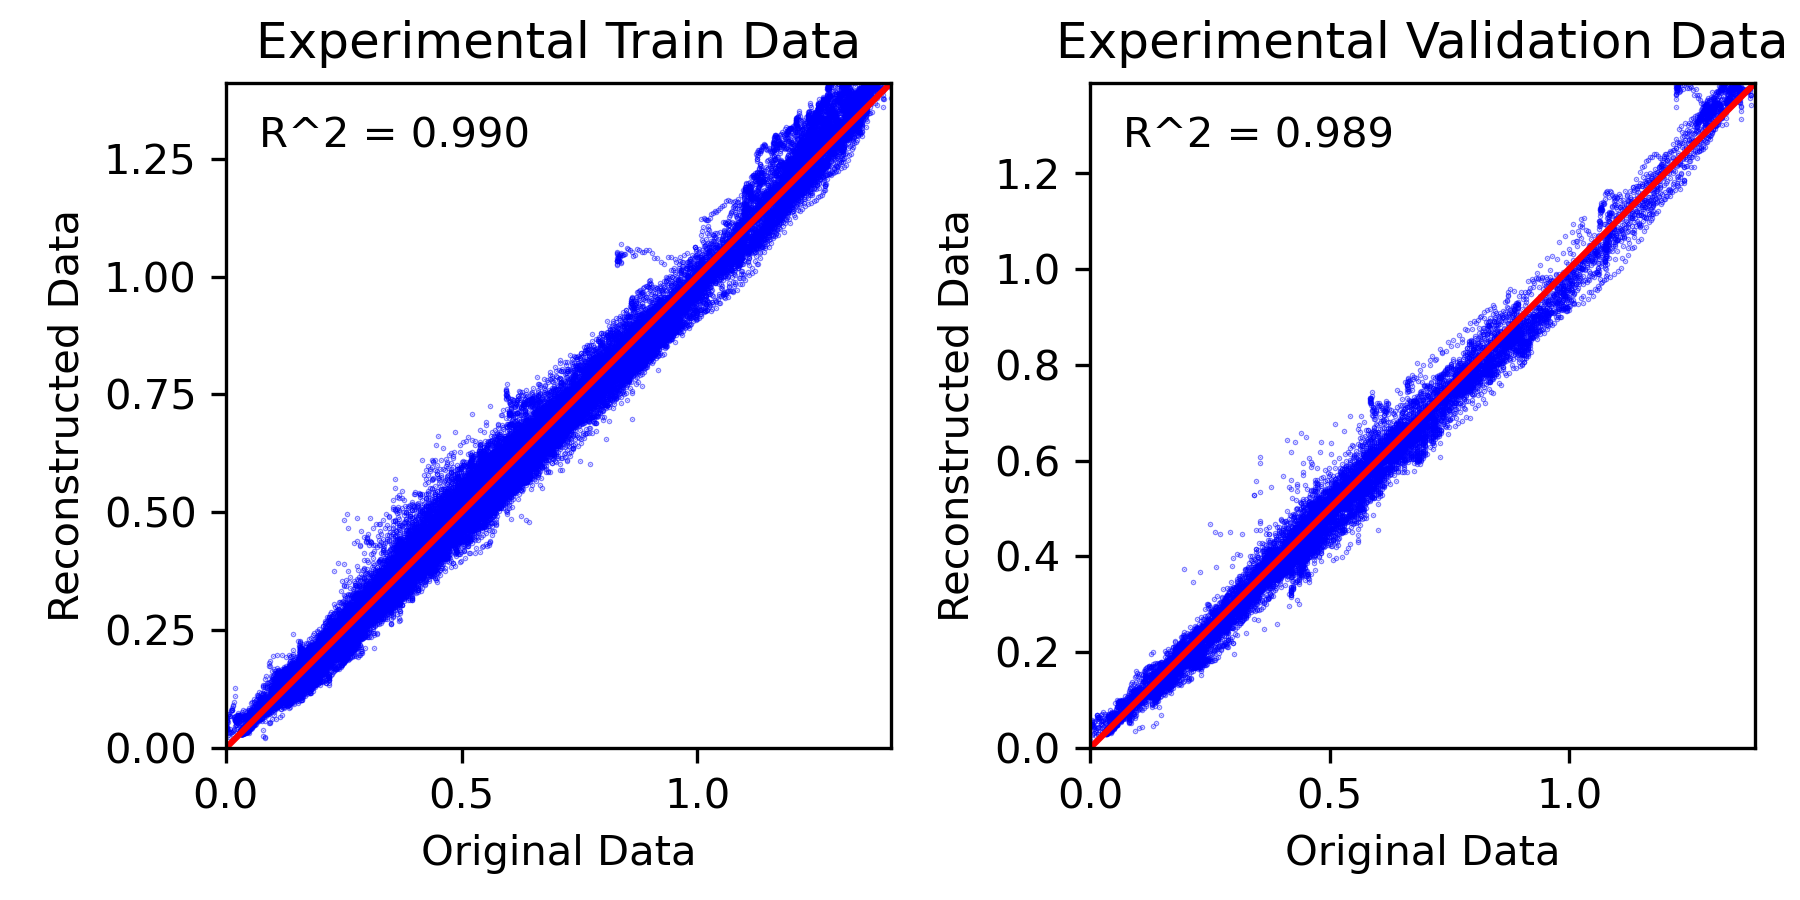 Experimental Train Data
R^2 = 0.990
1.25
1.00
0.75
0.50
0.25
0.00
Reconstructed Data
0.0 0.5 1.0
Original Data
Experimental Validation Data
R^2 = 0.989
1.2
1.0
0.8
0.6
0.4
0.2
0.0
Reconstructed Data
0.0 0.5 1.0
Original Data